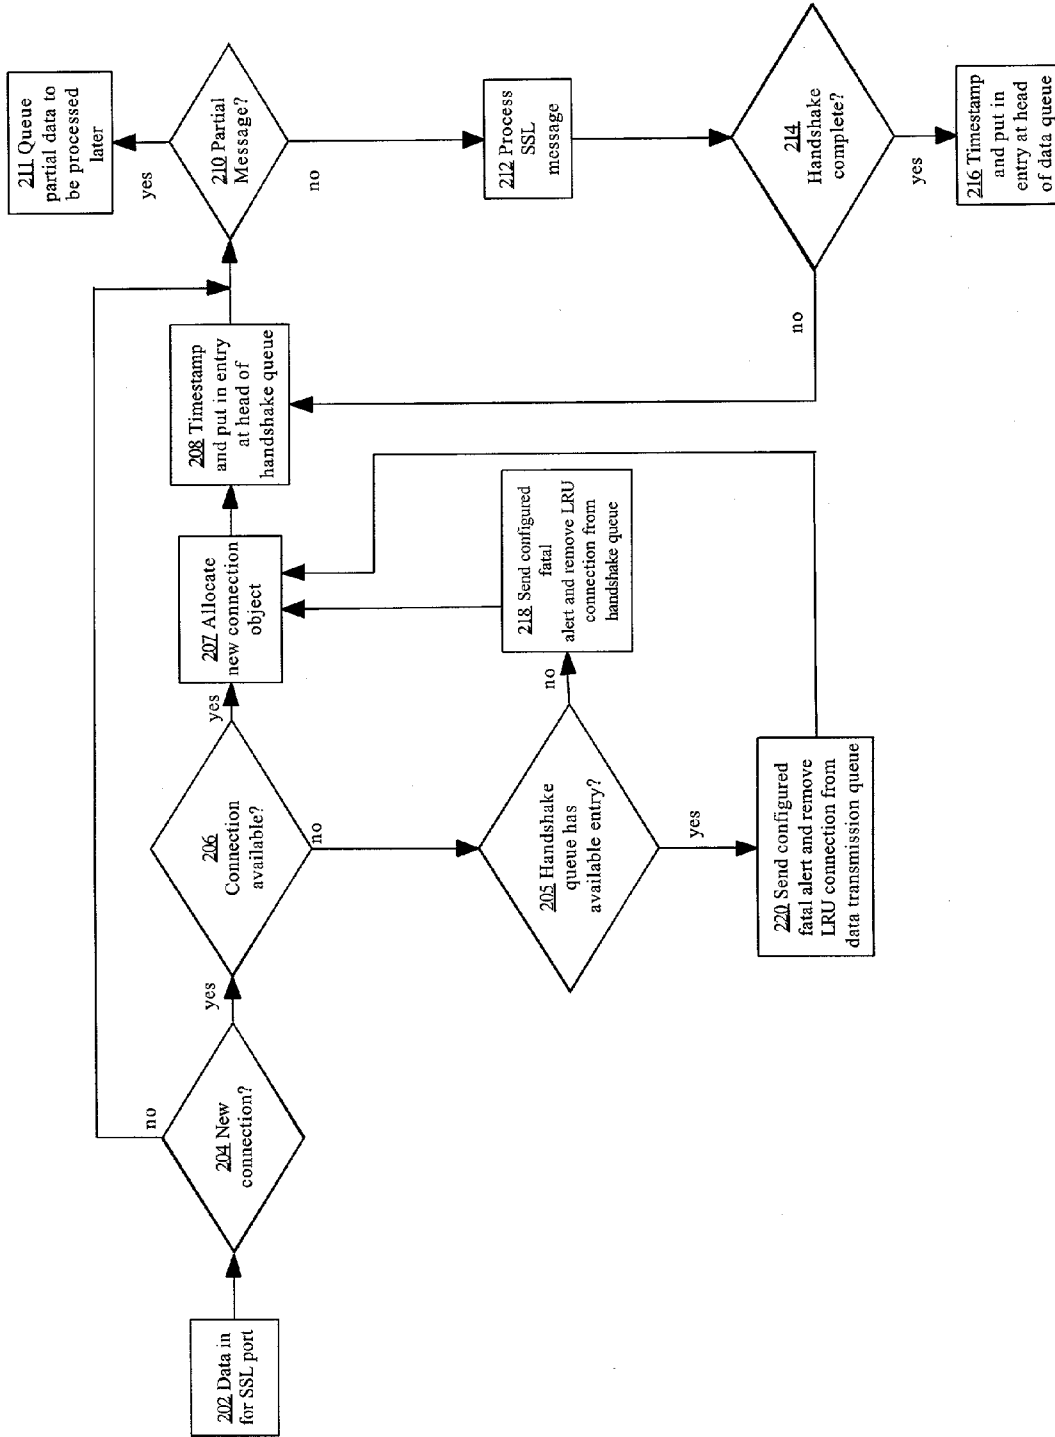 202 Data in
for SSL port
204 New
connection?
no
yes
206
Connection
available?
yes
no
207 Allocate
new connection
object
208 Timestamp
and put in entry
at head of
handshake queue
210 Partial
Message?
yes
no
211 Queue
partial data to
be processed
later
205 Handshake
queue has
available entry?
no
yes
218 Send configured
fatal
alert and remove LRU
connection from
handshake queue
220 Send configured
fatal alert and remove
LRU connection from
data transmission queue
212 Process
SSL
message
214
Handshake
complete?
no
yes
216 Timestamp
and put in
entry at head
of data queue